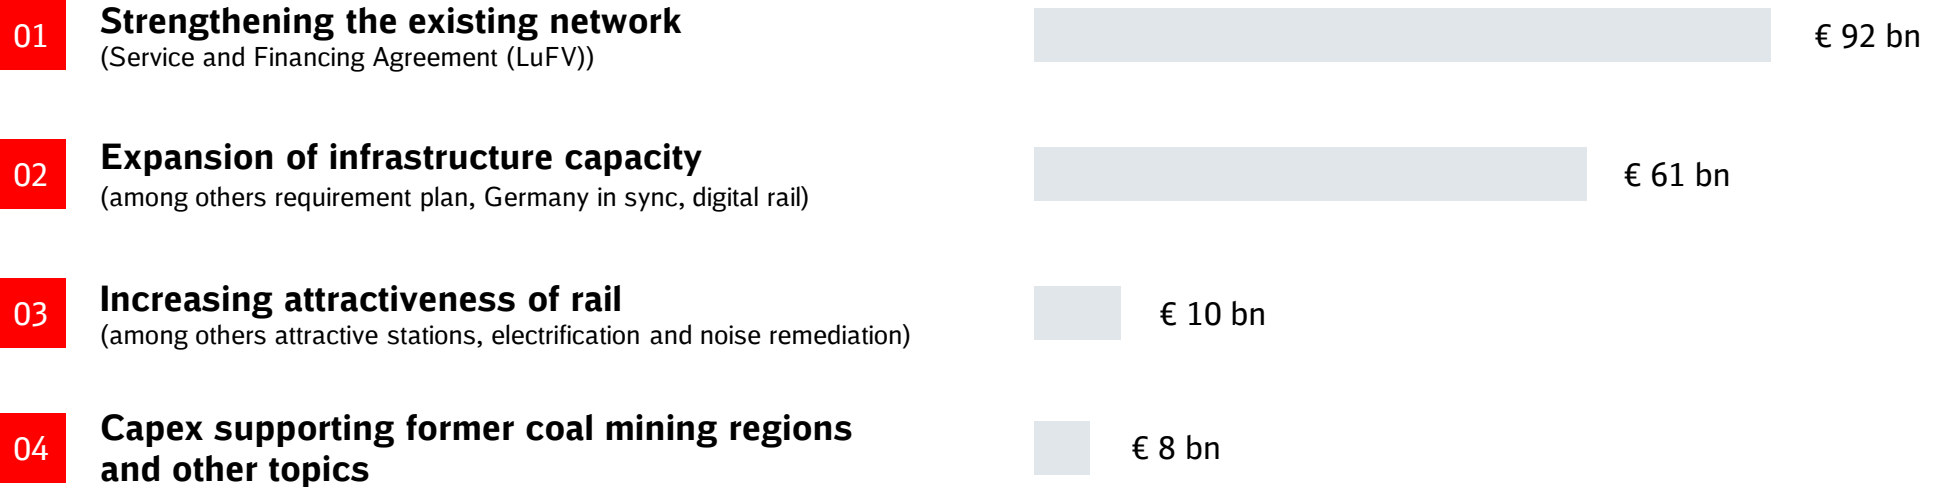 01
Strengthening the existing network
(Service and Financing Agreement (LuFV))
€ 92 bn
02
Expansion of infrastructure capacity
(among others requirement plan, Germany in sync, digital rail)
€ 61 bn
03
Increasing attractiveness of rail
(among others attractive stations, electrification and noise remediation)
€ 10 bn
04
Capex supporting former coal mining regions
and other topics
€ 8 bn